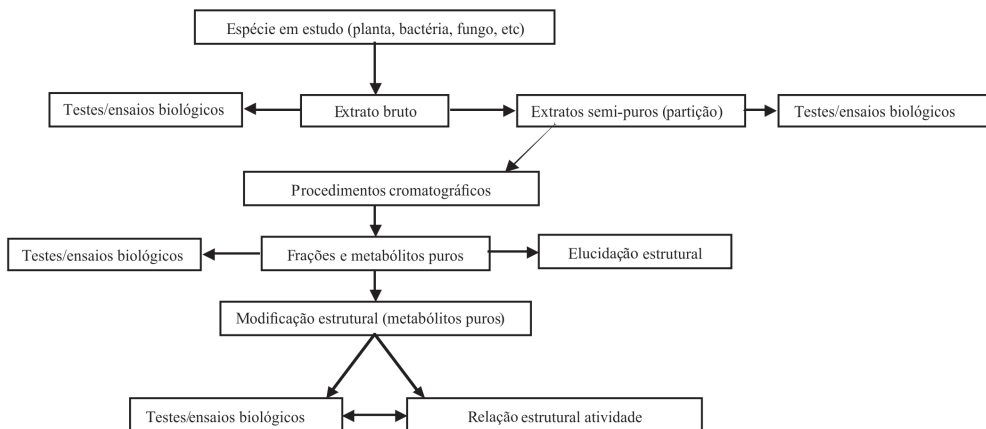 Espécie em estudo (planta, bactéria, fungo, etc)
Testes/ensaios biológicos
Extrato bruto
Extratos semi-puros (partição)
Testes/ensaios biológicos
Procedimentos cromatográficos
Testes/ensaios biológicos
Frações e metabólitos puros
Elucidação estrutural
Modificação estrutural (metabólitos puros)
Testes/ensaios biológicos
Relação estrutural atividade